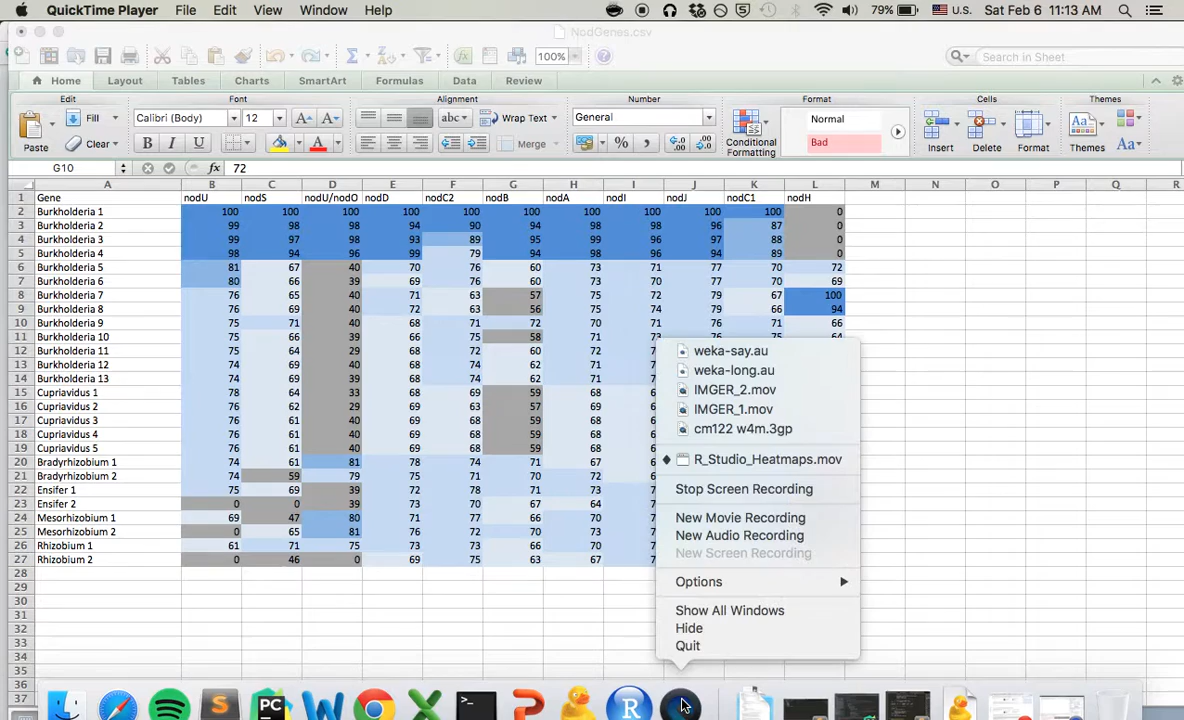 QuickTime Player File Edit View Window Help 79% U.S. Sat Feb 6 11:13 AM
NodGenes.csv
100% Search in Sheet
Home Layout Tables Charts SmartArt Formulas Data Review
Edit Font Alignment Number Format Cells Themes
Paste Fill Calibri (Body) 12 abc Wrap Text General Conditional Formatting Normal Insert Delete Format Themes Aa
Clear B I U A Merge % Bad
G10 fx 72
A B C D E F G H I J K L M N O P Q R
1 Gene nodU nodS nodU/nodO nodD nodC2 nodB nodA nodI nodJ nodC1 nodH
2 Burkholderia 1 100 100 100 100 100 100 100 100 100 100 0
3 Burkholderia 2 99 98 98 94 90 94 98 98 96 87 0
4 Burkholderia 3 99 97 98 93 89 95 99 96 97 88 0
5 Burkholderia 4 98 94 96 99 79 94 98 96 94 89 0
6 Burkholderia 5 81 67 40 70 76 60 73 71 77 70 72
7 Burkholderia 6 80 66 39 69 76 60 73 70 77 70 69
8 Burkholderia 7 76 65 40 71 63 57 75 72 79 67 100
9 Burkholderia 8 76 69 40 72 63 56 75 74 79 66 94
10 Burkholderia 9 75 71 40 68 71 72 70 71 76 71 66
11 Burkholderia 10 75 66 39 66 76 58 71 64
12 Burkholderia 11 75 64 29 68 72 60 72
13 Burkholderia 12 74 69 40 68 74 64 71
14 Burkholderia 13 74 69 39 68 74 62 71
15 Cupriavidus 1 78 64 33 68 69 59 68
16 Cupriavidus 2 76 62 29 68 69 57 69
17 Cupriavidus 3 76 61 40 68 69 59 68
18 Cupriavidus 4 76 61 40 68 69 59 68
19 Cupriavidus 5 76 61 40 68 69 59 68
20 Bradyrhizobium 1 74 61 81 78 74 71 67
21 Bradyrhizobium 2 74 59 79 75 76 71 70
22 Ensifer 1 75 69 39 72 78 71 73
23 Ensifer 2 0 0 39 73 70 67 64
24 Mesorhizobium 1 69 47 80 71 77 66 70
25 Mesorhizobium 2 0 65 81 76 72 70 73
26 Rhizobium 1 61 71 75 73 73 66 70
27 Rhizobium 2 0 46 0 69 75 63 67
28
29
30
31
32
33
34
35
36
37
weka-say.au
weka-long.au
IMGER_2.mov
IMGER_1.mov
cm122 w4m.3gp
R_Studio_Heatmaps.mov
Stop Screen Recording
New Movie Recording
New Audio Recording
New Screen Recording
Options
Show All Windows
Hide
Quit
PC
R